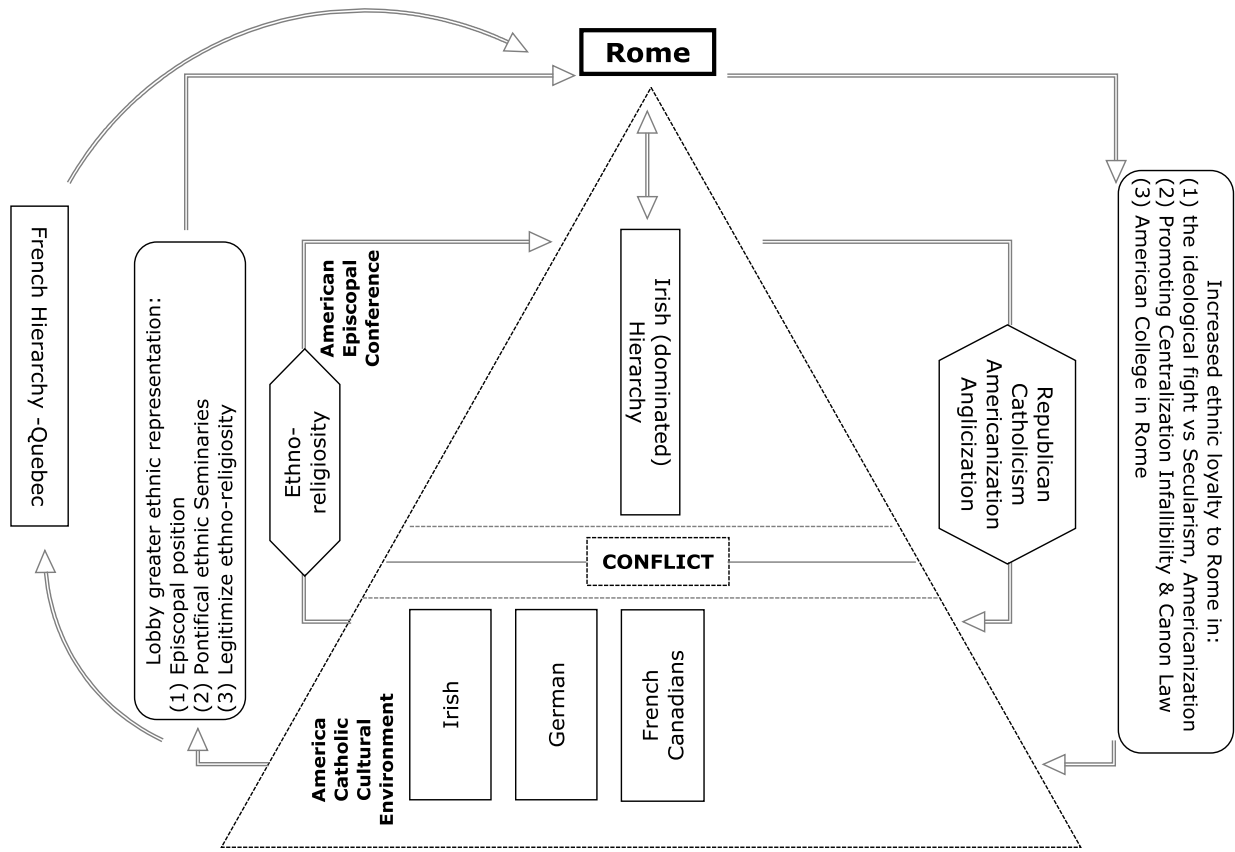 Rome
French Hierarchy -Quebec
Lobby greater ethnic representation:
(1) Episcopal position
(2) Pontifical ethnic Seminaries
(3) Legitimize ethno-religiosity
Ethno-
religiosity
American
Episcopal
Conference
Irish (dominated)
Hierarchy
Republican
Catholicism
Americanization
Anglicization
Increased ethnic loyalty to Rome in:
(1) the ideological fight vs Secularism, Americanization
(2) Promoting Centralization Infallibility & Canon Law
(3) American College in Rome
CONFLICT
America
Catholic
Cultural
Environment
Irish
German
French
Canadians